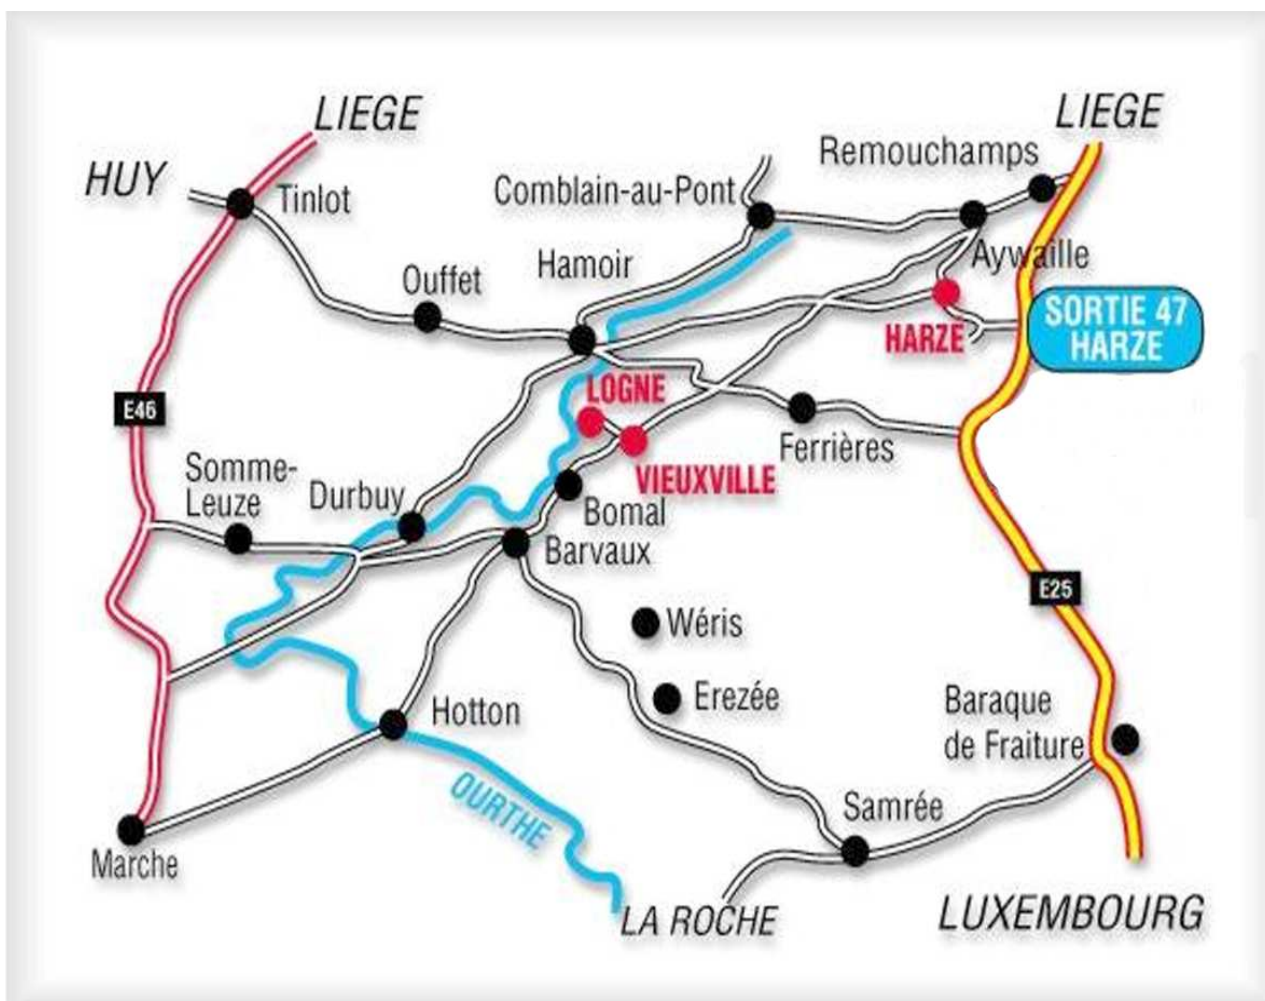 LIEGE
LIEGE
Remouchamps
HUY
Tinlot
Comblain-au-Pont
Aywaille
Hamoir
Ouffet
SORTIE 47
HARZE
HARZE
LOGNE
E46
Ferrières
Somme-
Leuze
Durbuy
VIEUXVILLE
Bomal
Barvaux
E25
Wéris
Erezée
Hotton
Baraque
de Fraiture
OURTHE
Samrée
Marche
LA ROCHE
LUXEMBOURG